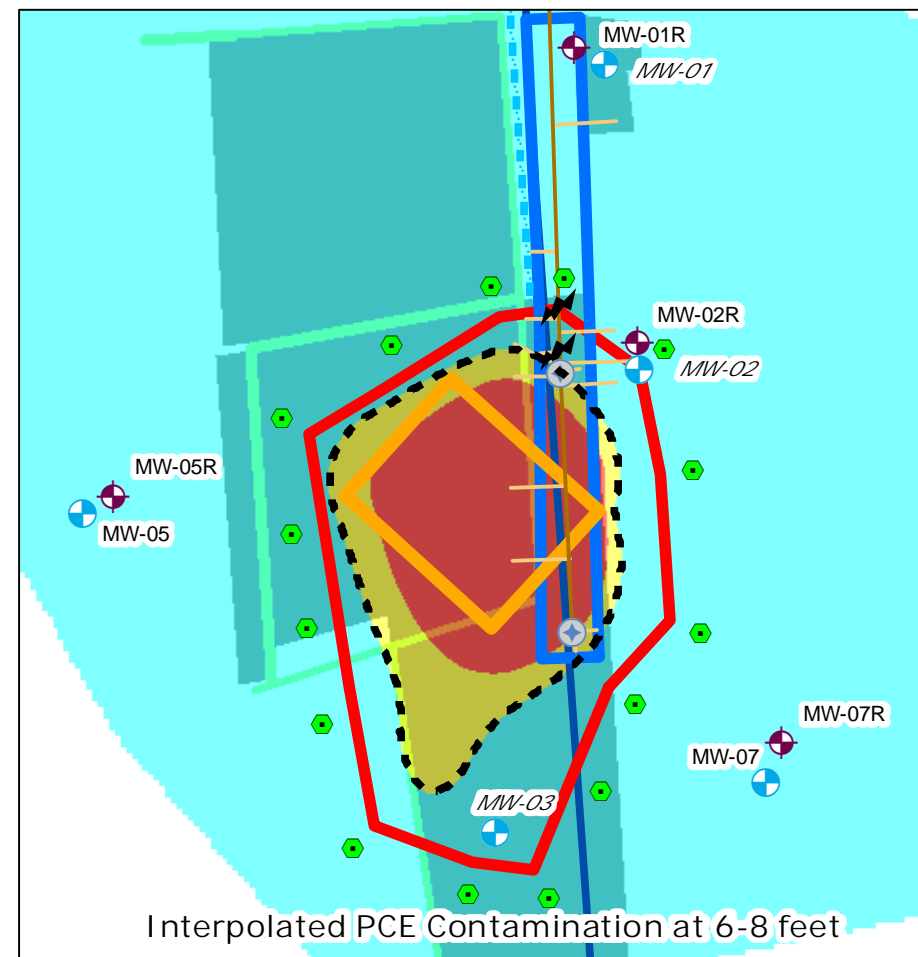 MW-01R
MW-01
MW-02R
MW-02
MW-05R
MW-05
MW-07R
MW-07
MW-03
Interpolated PCE Contamination at 6-8 feet